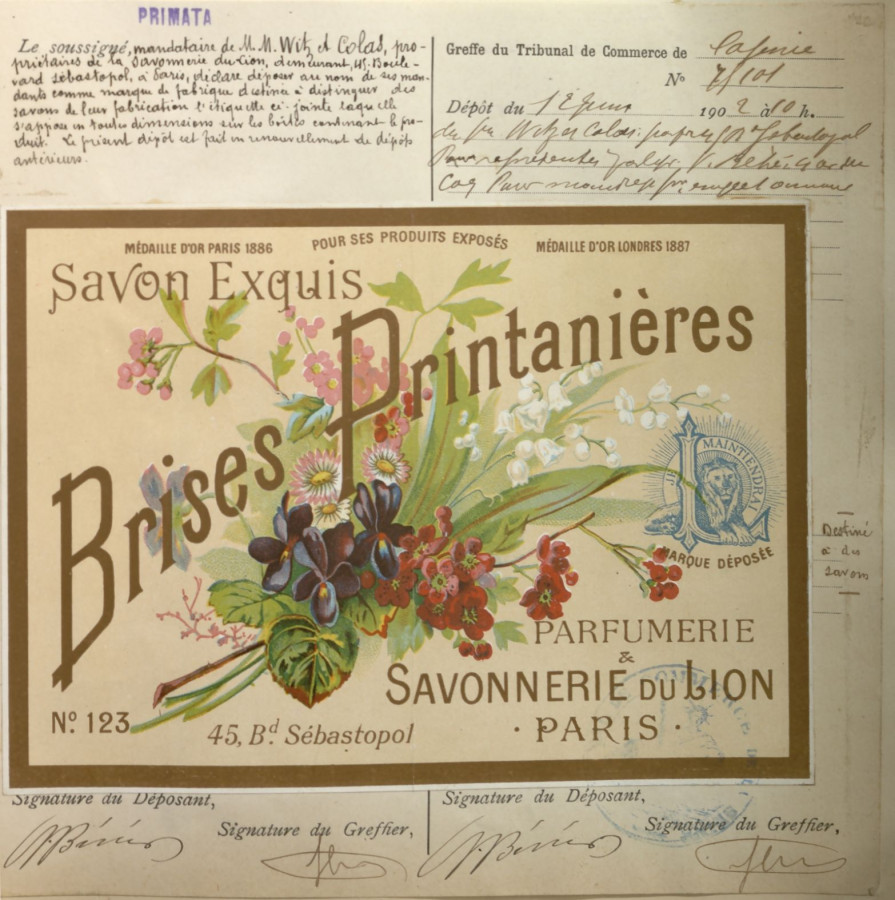 PRIMATA
Le soussigné, mandataire de M.M. Witz et Colas, pro-
priétaires de la Savonnerie du Lion, demeurant, 45, Boule-
vard Sébastopol, à Paris, déclare déposer au nom de ses man-
dants comme marque de fabrique destinée à distinguer des
savons de leur fabrication l'étiquette ci-jointe laquelle
s'appose en toutes dimensions sur les boîtes contenant le pro-
duit. Le présent dépôt est fait en renouvellement de dépôts
antérieurs.
Greffe du Tribunal de Commerce de
No
Dépôt du 1902 à 10 h.
MÉDAILLE D'OR PARIS 1886
POUR SES PRODUITS EXPOSÉS
MÉDAILLE D'OR LONDRES 1887
Savon Exquis
Brises Printanières
JE MAINTIENDRAI
L
MARQUE DÉPOSÉE
Destiné
à des
savons
PARFUMERIE
&
SAVONNERIE DU LION
· PARIS ·
No 123
45, Bd Sébastopol
Signature du Déposant,
Signature du Greffier,
Signature du Déposant,
Signature du Greffier,